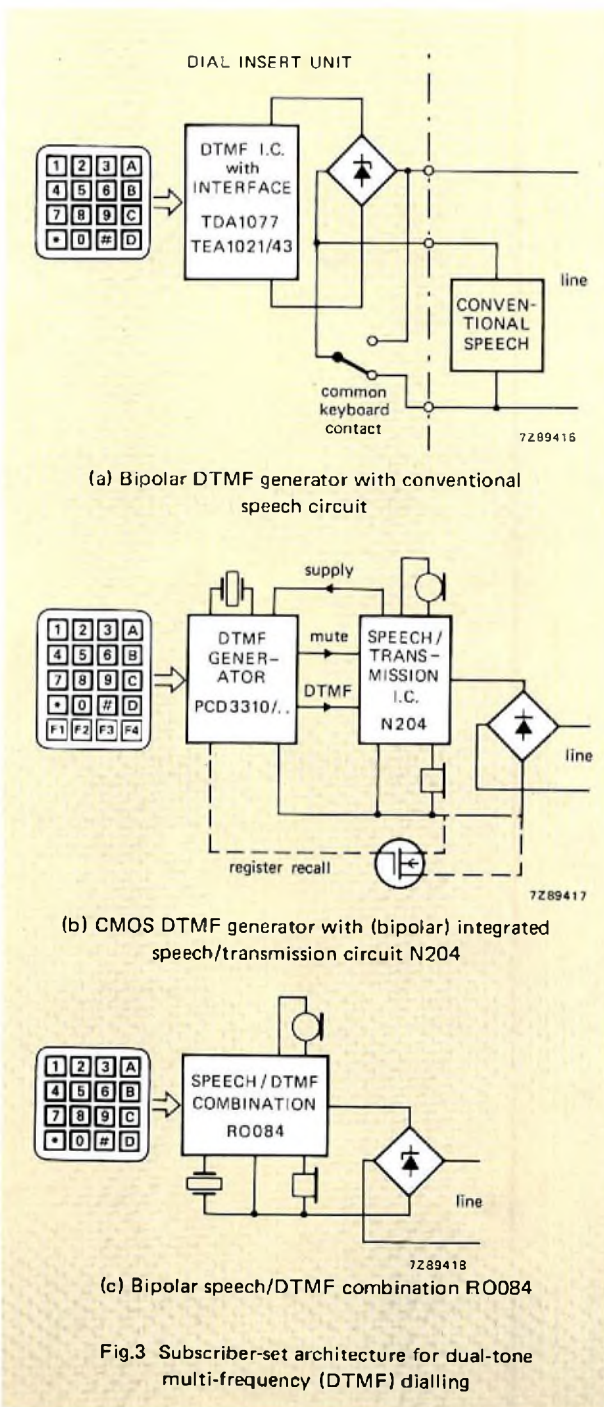 DIAL INSERT UNIT
1 2 3 A
4 5 6 B
7 8 9 C
* 0 # D
DTMF I.C.
with
INTERFACE
TDA1077
TEA1021/43
line
CONVEN-
TIONAL
SPEECH
common
keyboard
contact
7Z89416
(a) Bipolar DTMF generator with conventional
speech circuit
1 2 3 A
4 5 6 B
7 8 9 C
* 0 # D
F1 F2 F3 F4
DTMF
GENER-
ATOR
PCD3310/..
supply
mute
DTMF
SPEECH/
TRANS-
MISSION
I.C.
N204
line
register recall
7Z89417
(b) CMOS DTMF generator with (bipolar) integrated
speech/transmission circuit N204
1 2 3 A
4 5 6 B
7 8 9 C
* 0 # D
SPEECH/DTMF
COMBINATION
RO084
line
7Z89418
(c) Bipolar speech/DTMF combination RO084
Fig.3 Subscriber-set architecture for dual-tone
multi-frequency (DTMF) dialling